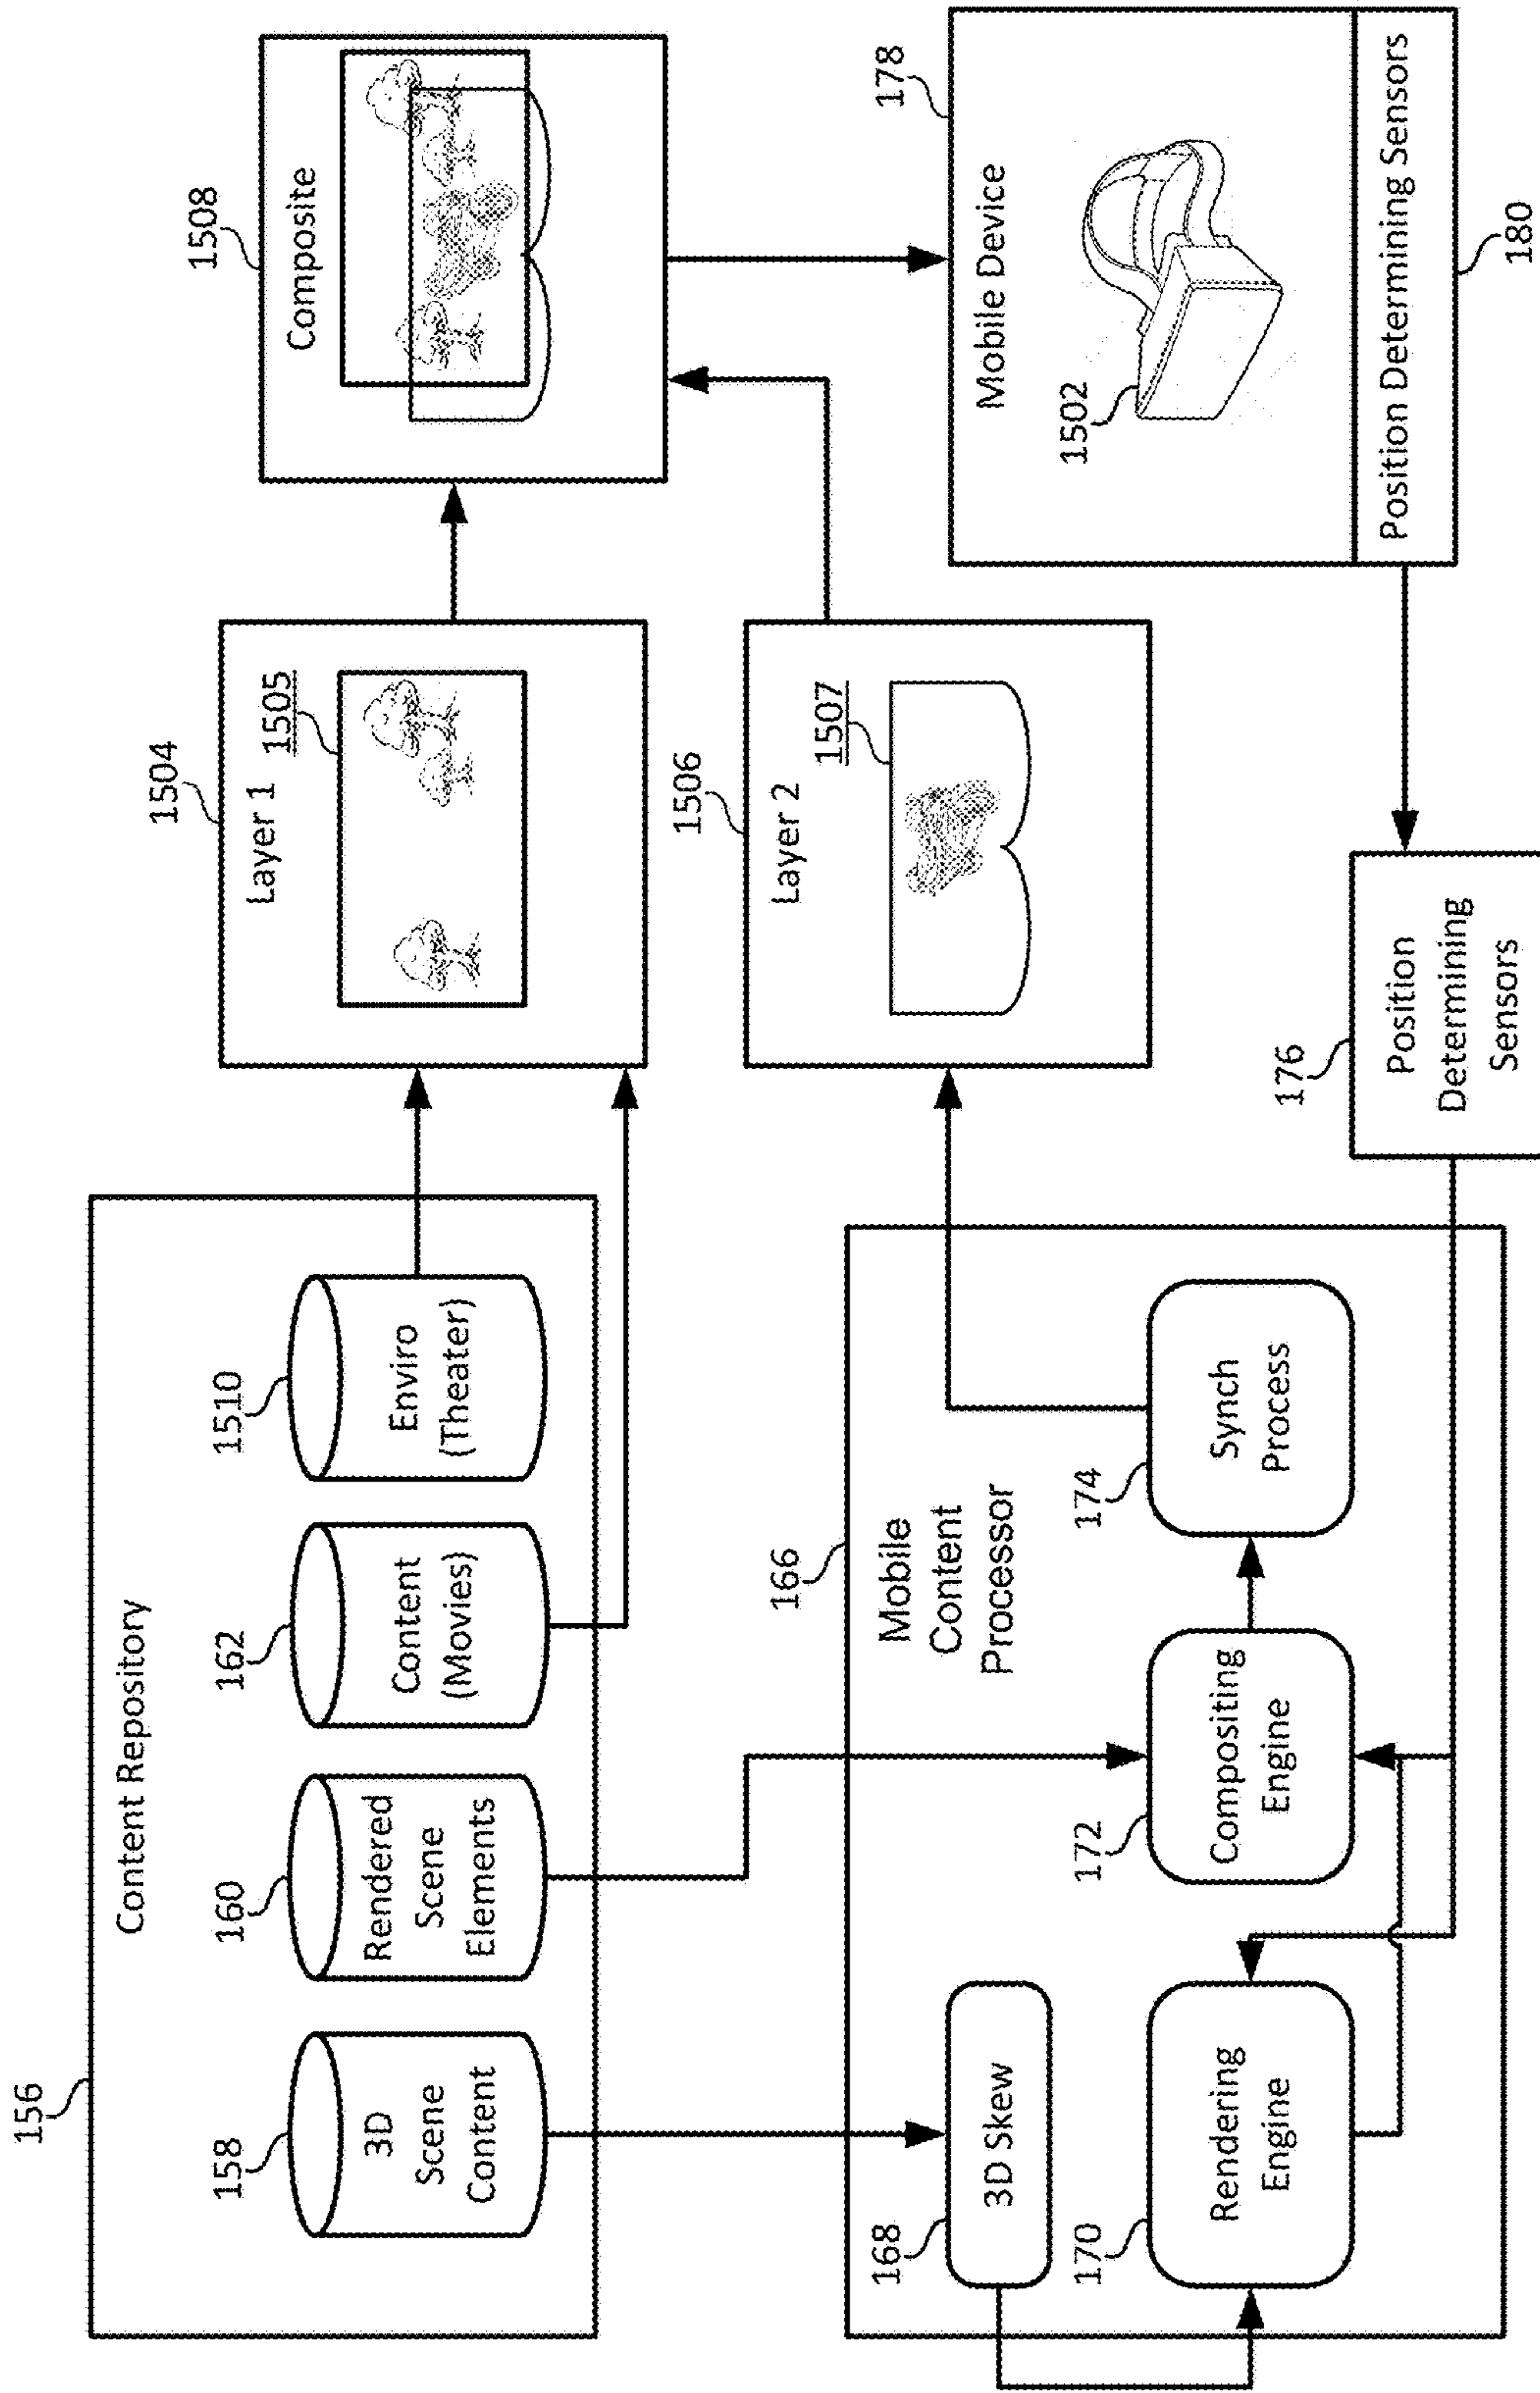 156
Content Repository
158
3D
Scene
Content
160
Rendered
Scene
Elements
162
Content
(Movies)
1510
Enviro
(Theater)
1504
Layer 1
1505
1508
Composite
166
Mobile
Content
Processor
168
3D Skew
170
Rendering
Engine
172
Compositing
Engine
174
Synch
Process
1506
Layer 2
1507
176
Position
Determining
Sensors
178
Mobile Device
1502
Position Determining Sensors
180